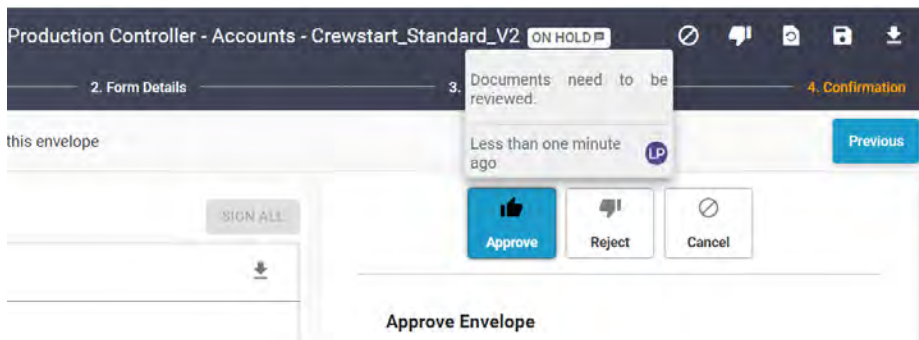 Production Controller - Accounts - Crewstart_Standard_V2 ON HOLD
2. Form Details
3.
4. Confirmation
Documents need to be
reviewed.
Less than one minute
ago
LP
this envelope
Previous
SIGN ALL
Approve
Reject
Cancel
Approve Envelope